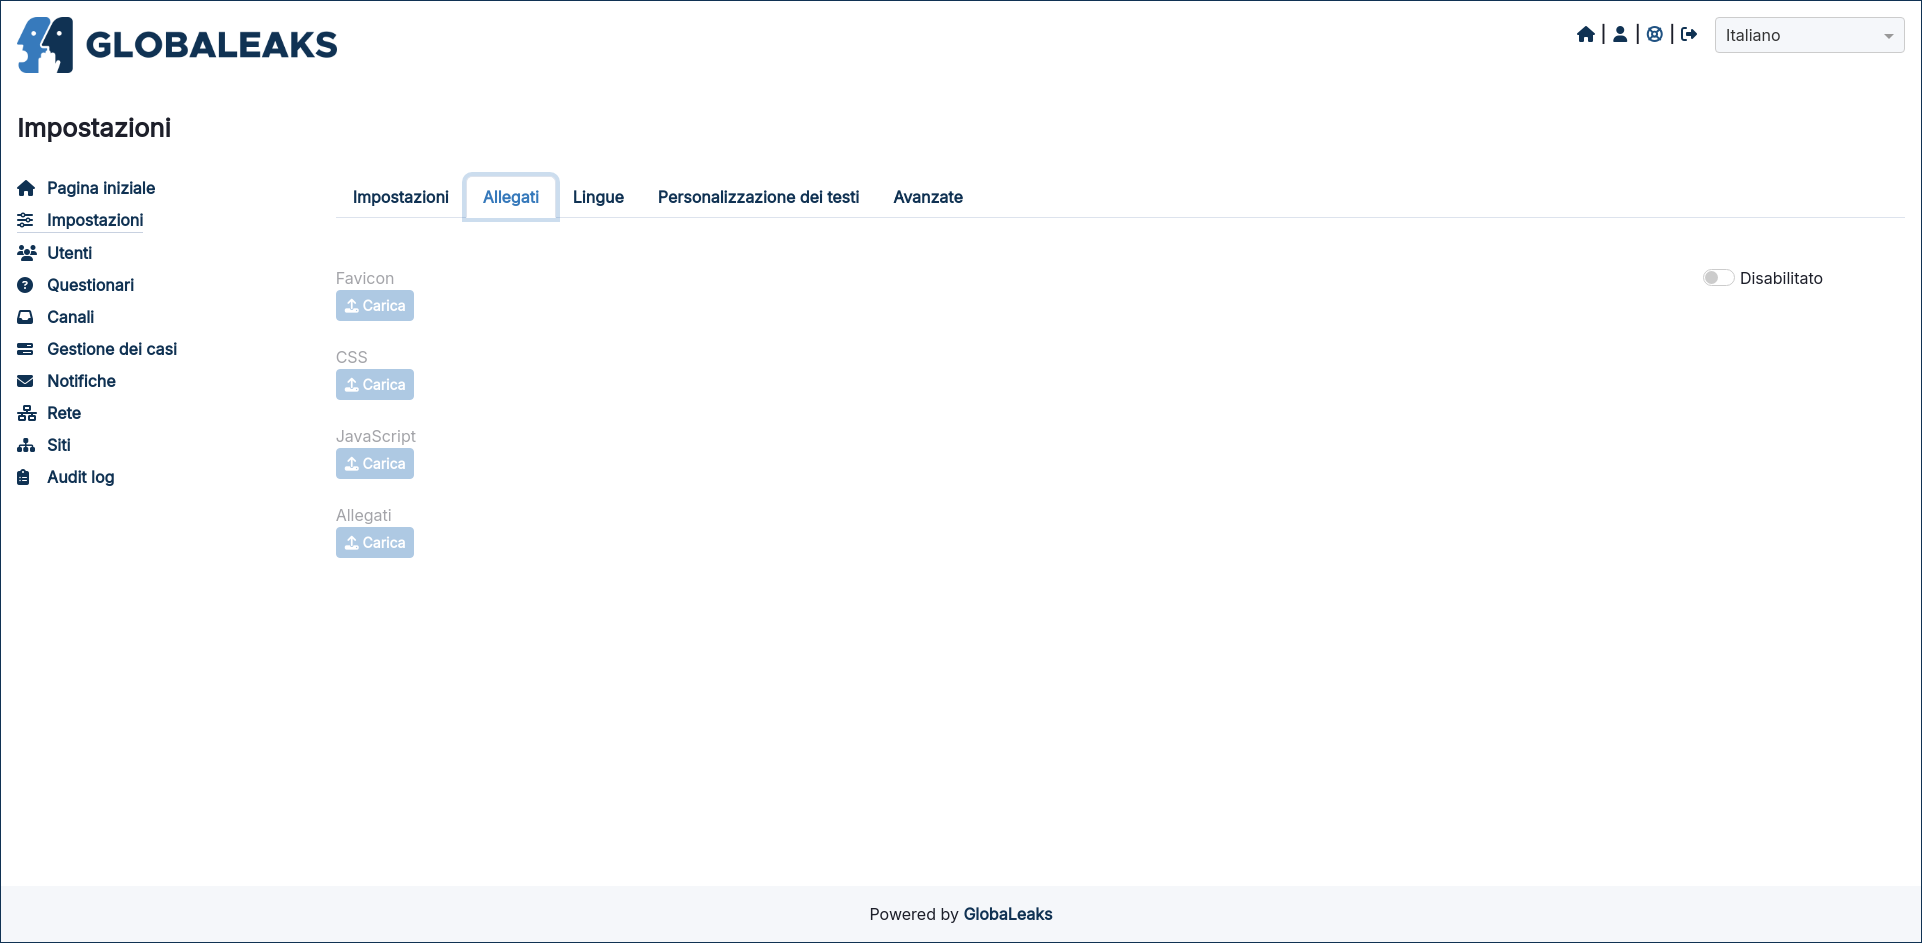 GLOBALEAKS
Italiano
Impostazioni
Pagina iniziale
Impostazioni
Utenti
Questionari
Canali
Gestione dei casi
Notifiche
Rete
Siti
Audit log
Impostazioni Allegati Lingue Personalizzazione dei testi Avanzate
Favicon
Disabilitato
Carica
CSS
Carica
JavaScript
Carica
Allegati
Carica
Powered by GlobaLeaks